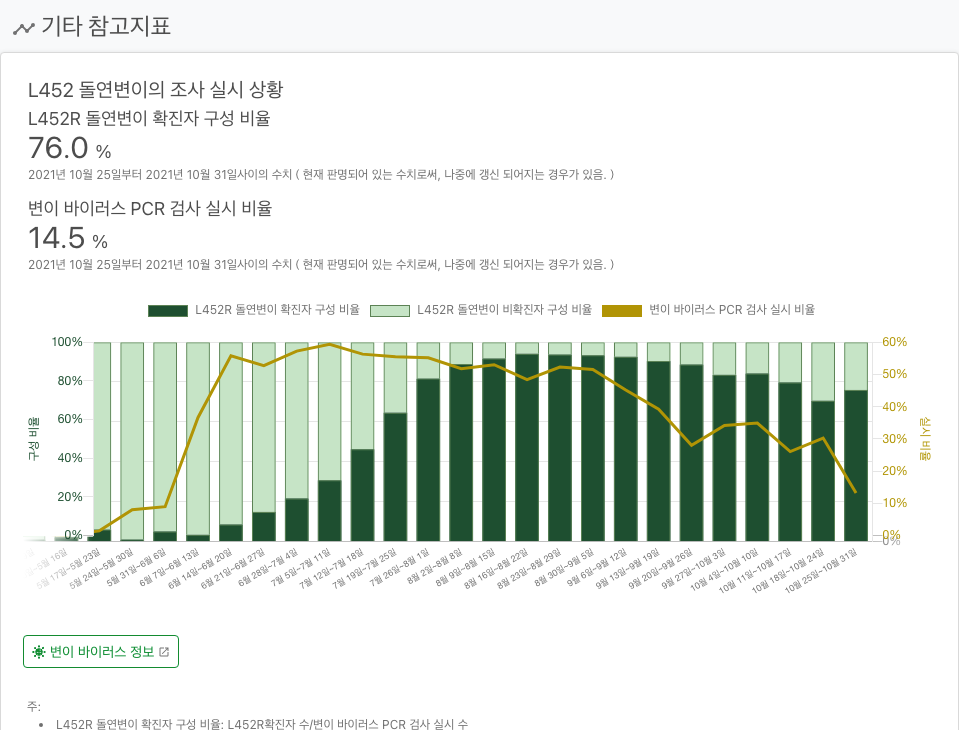 기타 참고지표
L452 돌연변이의 조사 실시 상황
L452R 돌연변이 확진자 구성 비율
76.0 %
2021년 10월 25일부터 2021년 10월 31일사이의 수치 ( 현재 판명되어 있는 수치로써, 나중에 갱신 되어지는 경우가 있음. )
변이 바이러스 PCR 검사 실시 비율
14.5 %
2021년 10월 25일부터 2021년 10월 31일사이의 수치 ( 현재 판명되어 있는 수치로써, 나중에 갱신 되어지는 경우가 있음. )
L452R 돌연변이 확진자 구성 비율 L452R 돌연변이 비확진자 구성 비율 변이 바이러스 PCR 검사 실시 비율
구성 비율
100%
80%
60%
40%
20%
0%
60%
50%
40%
30%
20%
10%
0%
0%
실시 비율
5월 16일
5월 17일~5월 23일
5월 24일~5월 30일
5월 31일~6월 6일
6월 7일~6월 13일
6월 14일~6월 20일
6월 21일~6월 27일
6월 28일~7월 4일
7월 5일~7월 11일
7월 12일~7월 18일
7월 19일~7월 25일
7월 26일~8월 1일
8월 2일~8월 8일
8월 9일~8월 15일
8월 16일~8월 22일
8월 23일~8월 29일
8월 30일~9월 5일
9월 6일~9월 12일
9월 13일~9월 19일
9월 20일~9월 26일
9월 27일~10월 3일
10월 4일~10월 10일
10월 11일~10월 17일
10월 18일~10월 24일
10월 25일~10월 31일
변이 바이러스 정보
주:
• L452R 돌연변이 확진자 구성 비율: L452R확진자 수/변이 바이러스 PCR 검사 실시 수